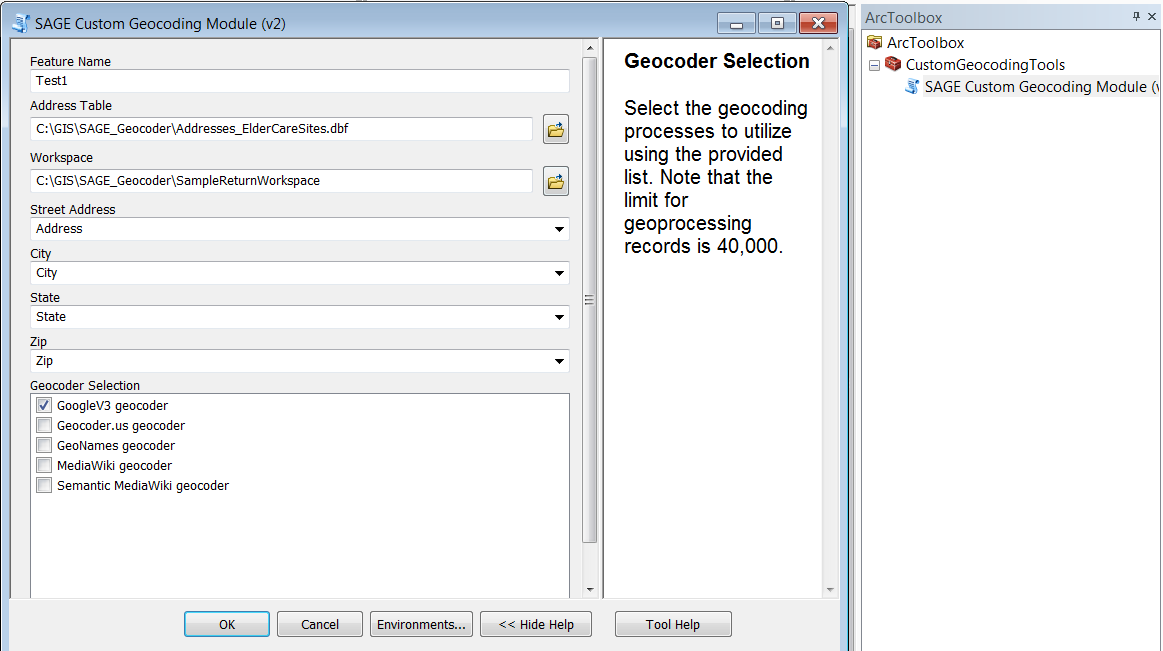 SAGE Custom Geocoding Module (v2)
Feature Name
Test1
Address Table
C:\GIS\SAGE_Geocoder\Addresses_ElderCareSites.dbf
Workspace
C:\GIS\SAGE_Geocoder\SampleReturnWorkspace
Street Address
Address
City
City
State
State
Zip
Zip
Geocoder Selection
GoogleV3 geocoder
Geocoder.us geocoder
GeoNames geocoder
MediaWiki geocoder
Semantic MediaWiki geocoder
OK
Cancel
Environments...
<< Hide Help
Tool Help
Geocoder Selection
Select the geocoding
processes to utilize
using the provided
list. Note that the
limit for
geoprocessing
records is 40,000.
ArcToolbox
ArcToolbox
CustomGeocodingTools
SAGE Custom Geocoding Module (v